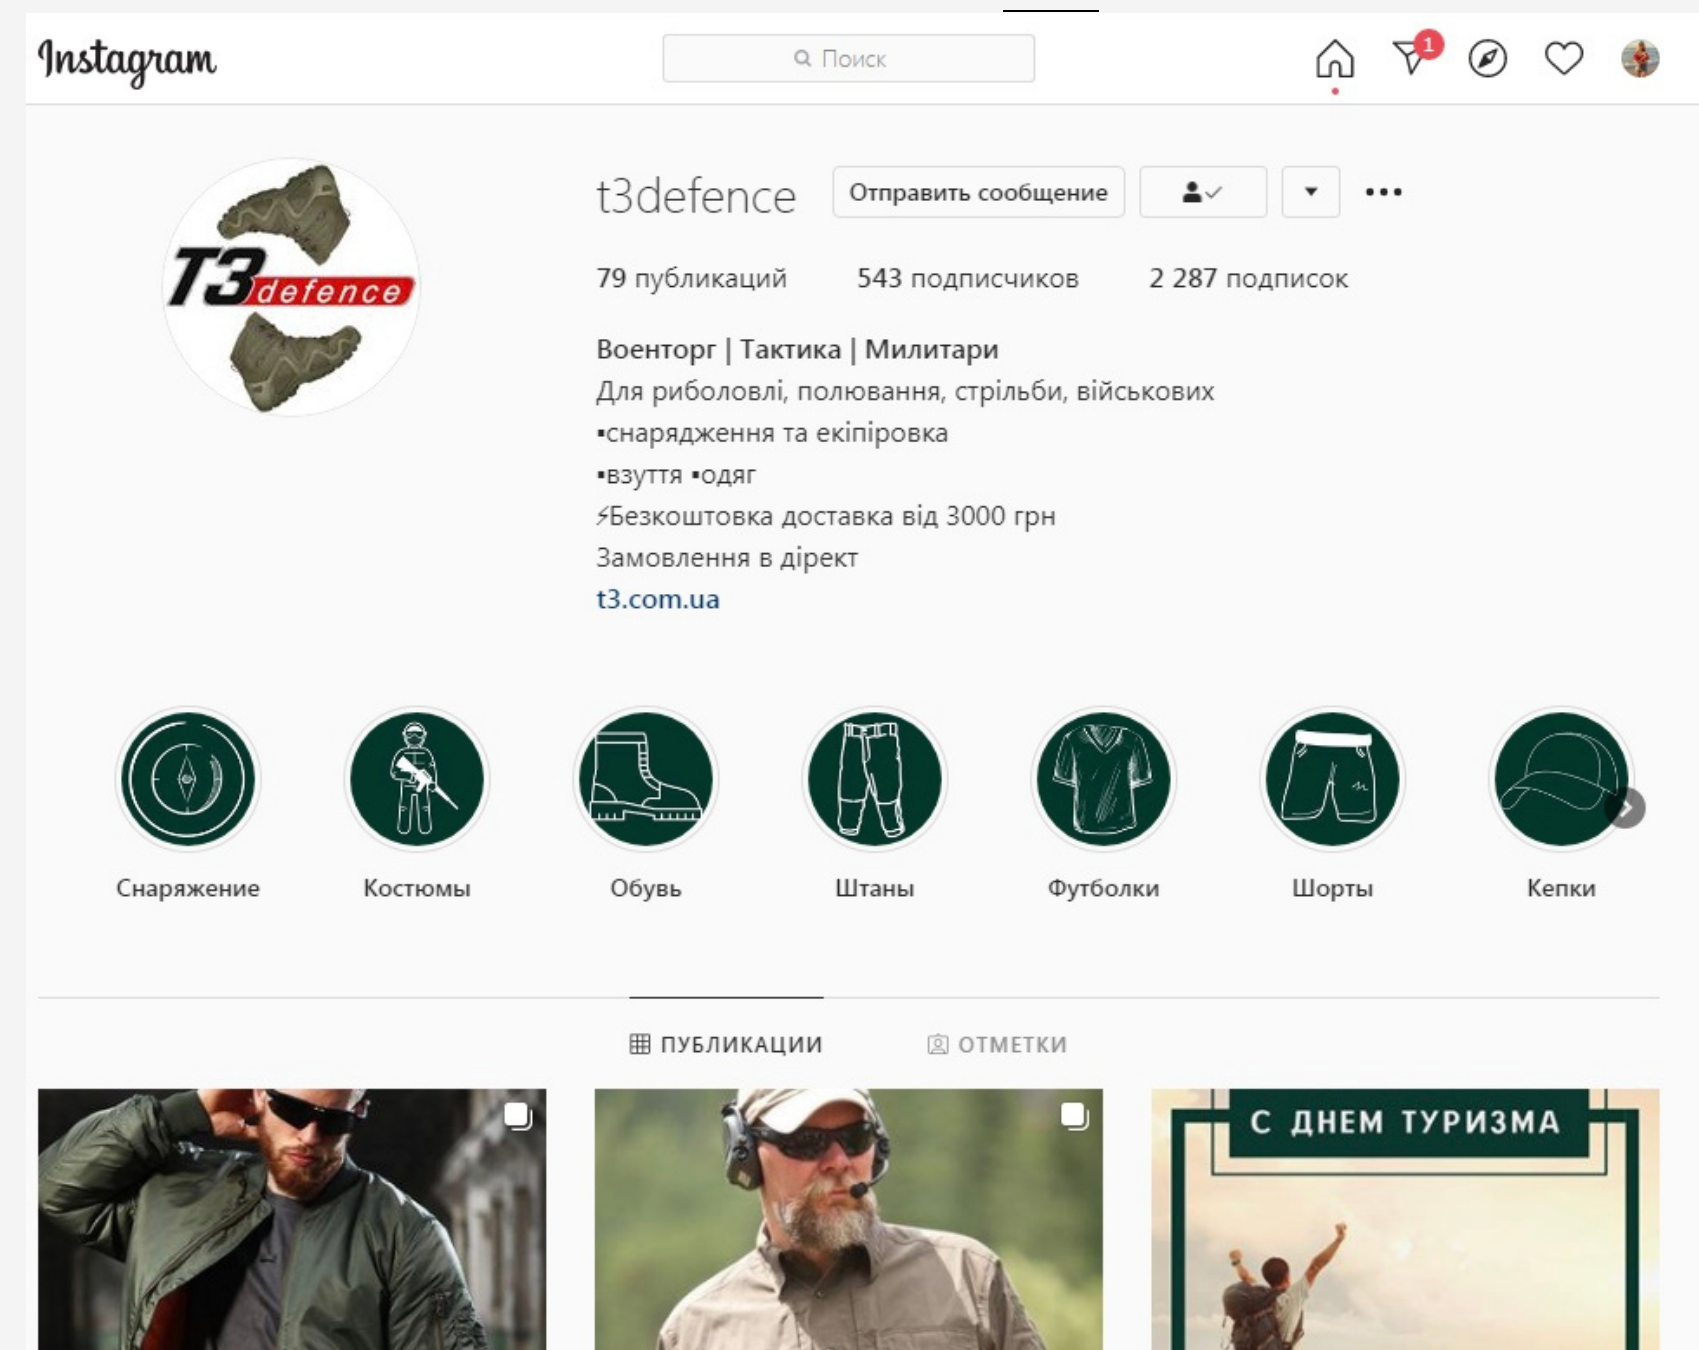 Instagram
Поиск
1
T3defence
t3defence
Отправить сообщение
79 публикаций 543 подписчиков 2 287 подписок
Военторг | Тактика | Милитари
Для риболовлі, полювання, стрільби, військових
▪снарядження та екіпіровка
▪взуття ▪одяг
⚡Безкоштовка доставка від 3000 грн
Замовлення в дірект
t3.com.ua
Снаряжение Костюмы Обувь Штаны Футболки Шорты Кепки
ПУБЛИКАЦИИ ОТМЕТКИ
С ДНЕМ ТУРИЗМА